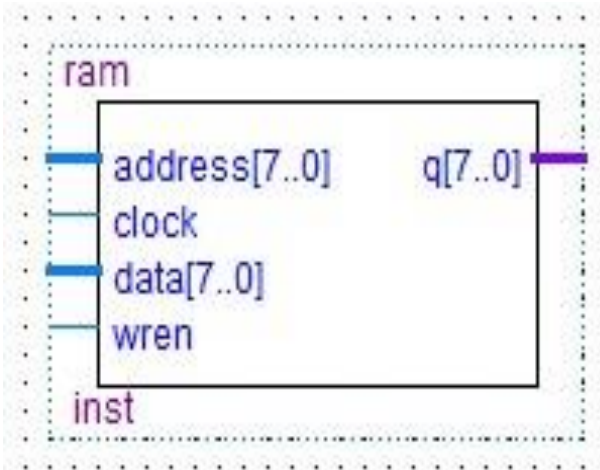 ram
address[7..0] q[7..0]
clock
data[7..0]
wren
inst